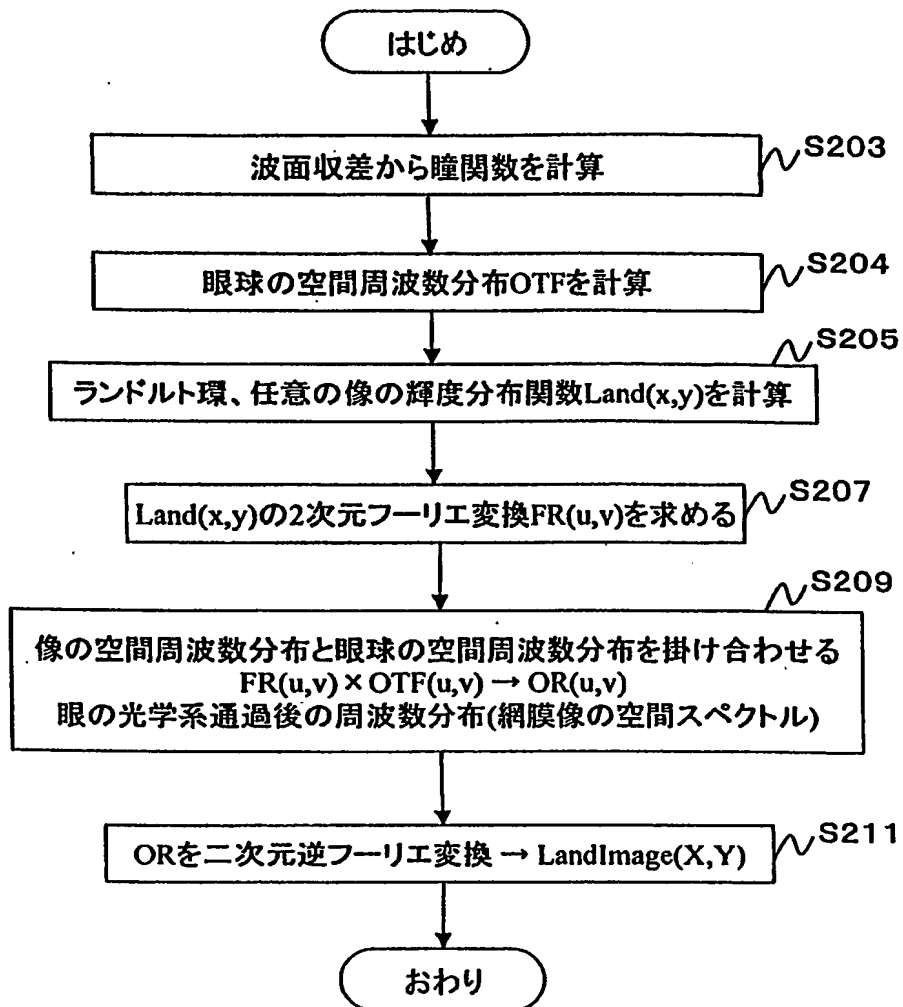 はじめ
波面収差から瞳関数を計算
S203
眼球の空間周波数分布OTFを計算
S204
S205
ランドルト環、任意の像の輝度分布関数Land(x,y)を計算
S207
Land(x,y)の2次元フーリエ変換FR(u,v)を求める
S209
像の空間周波数分布と眼球の空間周波数分布を掛け合わせる
FR(u,v)×OTF(u,v)→OR(u,v)
眼の光学系通過後の周波数分布(網膜像の空間スペクトル)
S211
ORを二次元逆フーリエ変換→LandImage(X,Y)
おわり